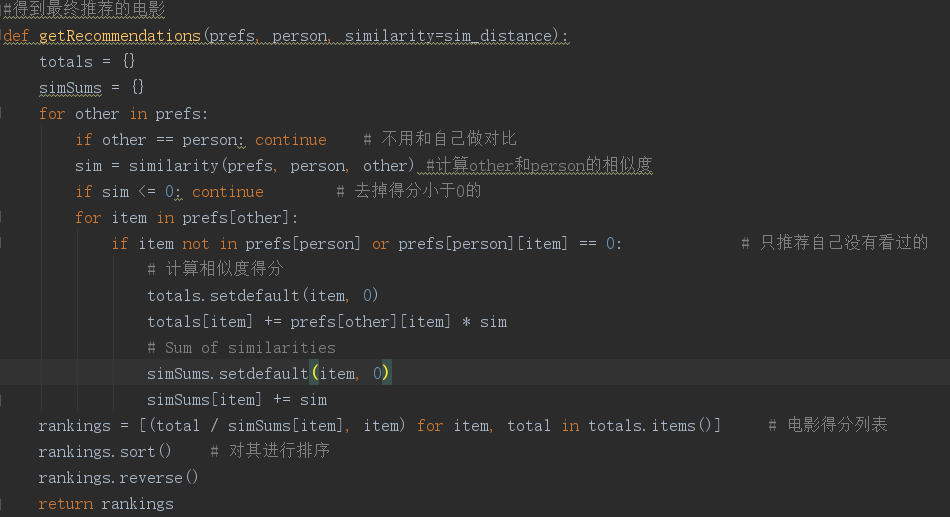 #得到最终推荐的电影
def getRecommendations(prefs, person, similarity=sim_distance):
    totals = {}
    simSums = {}
    for other in prefs:
        if other == person: continue    # 不用和自己做对比
        sim = similarity(prefs, person, other) #计算other和person的相似度
        if sim <= 0: continue        # 去掉得分小于0的
        for item in prefs[other]:
            if item not in prefs[person] or prefs[person][item] == 0:             # 只推荐自己没有看过的
                # 计算相似度得分
                totals.setdefault(item, 0)
                totals[item] += prefs[other][item] * sim
                # Sum of similarities
                simSums.setdefault(item, 0)
                simSums[item] += sim
    rankings = [(total / simSums[item], item) for item, total in totals.items()]     # 电影得分列表
    rankings.sort()    # 对其进行排序
    rankings.reverse()
    return rankings